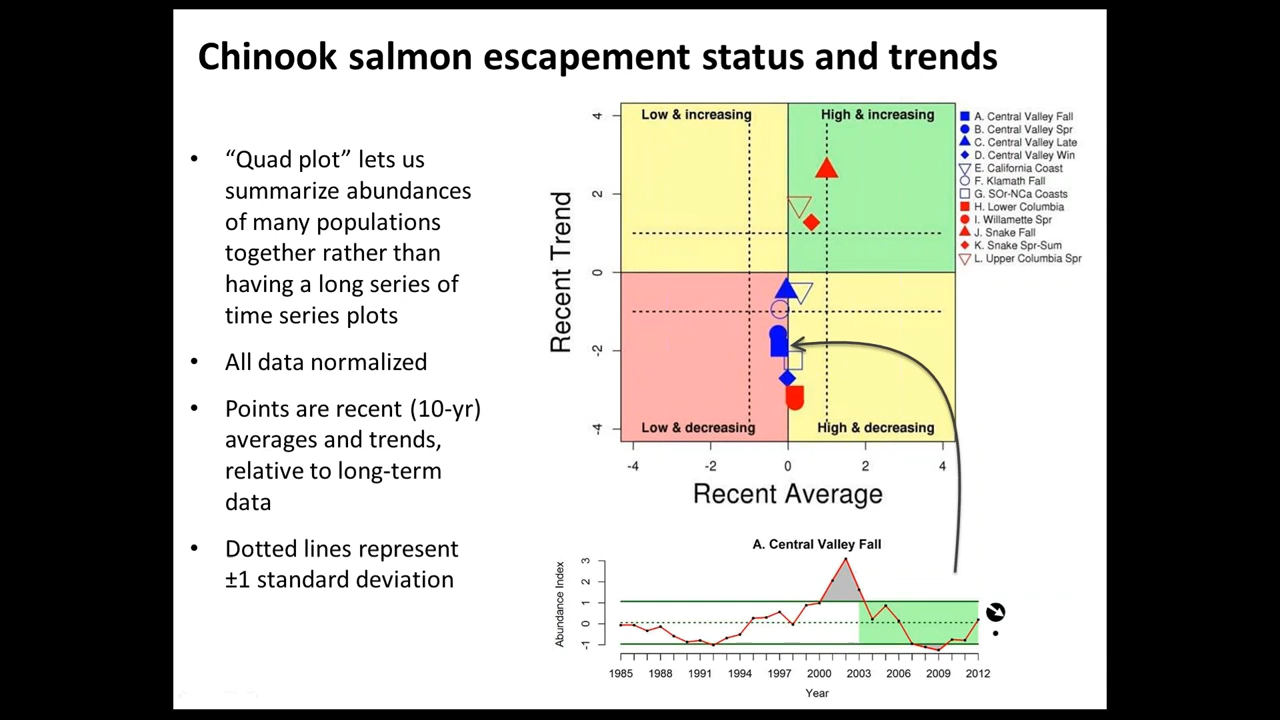 Chinook salmon escapement status and trends
• “Quad plot” lets us
summarize abundances
of many populations
together rather than
having a long series of
time series plots
• All data normalized
• Points are recent (10-yr)
averages and trends,
relative to long-term
data
• Dotted lines represent
±1 standard deviation
Low & increasing
High & increasing
Low & decreasing
High & decreasing
Recent Trend
4
2
0
-2
-4
-4 -2 0 2 4
Recent Average
A. Central Valley Fall
B. Central Valley Spr
C. Central Valley Late
D. Central Valley Win
E. California Coast
F. Klamath Fall
G. SOr-NCa Coasts
H. Lower Columbia
I. Willamette Spr
J. Snake Fall
K. Snake Spr-Sum
L. Upper Columbia Spr
A. Central Valley Fall
Abundance Index
3
2
1
0
-1
1985 1988 1991 1994 1997 2000 2003 2006 2009 2012
Year